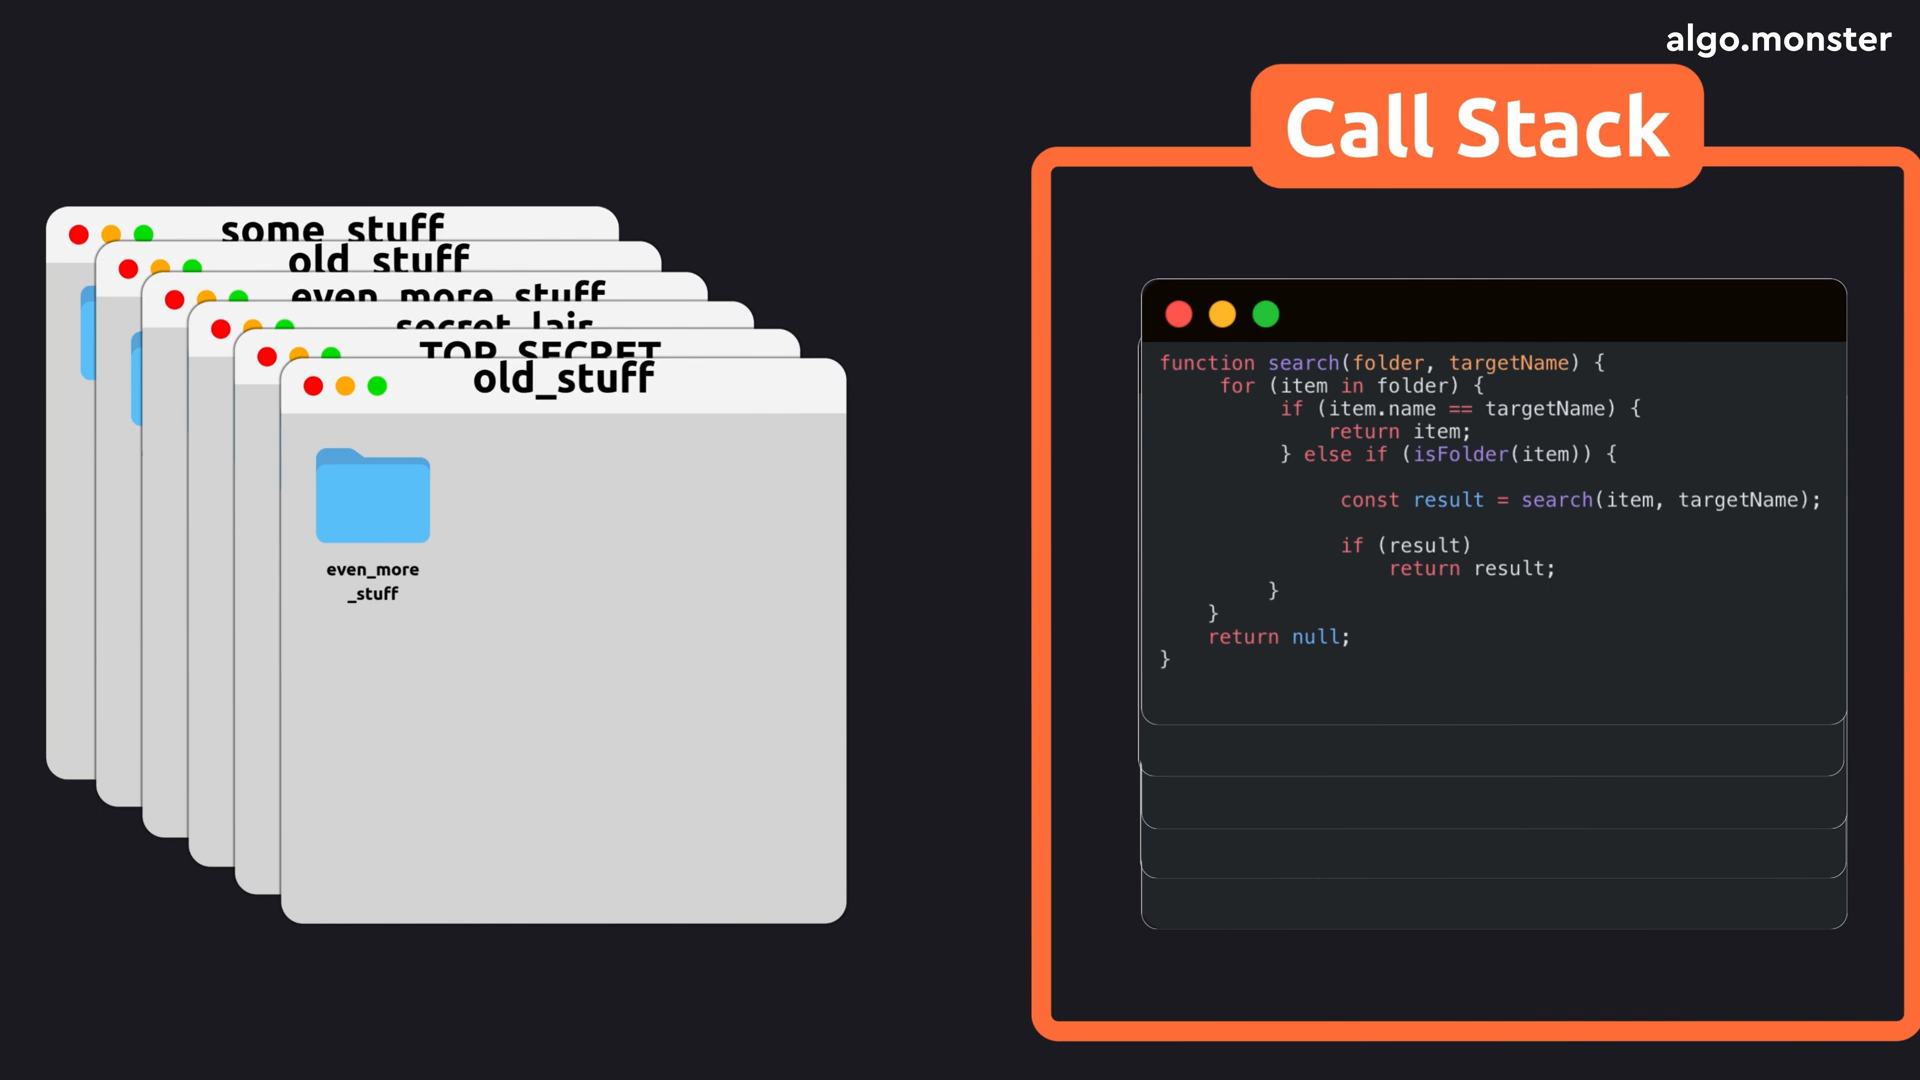 algo.monster
Call Stack
some_stuff
old_stuff
even_more_stuff
secret_lair
TOP_SECRET
old_stuff
even_more
_stuff
function search(folder, targetName) {
for (item in folder) {
if (item.name == targetName) {
return item;
} else if (isFolder(item)) {
const result = search(item, targetName);
if (result)
return result;
}
}
return null;
}